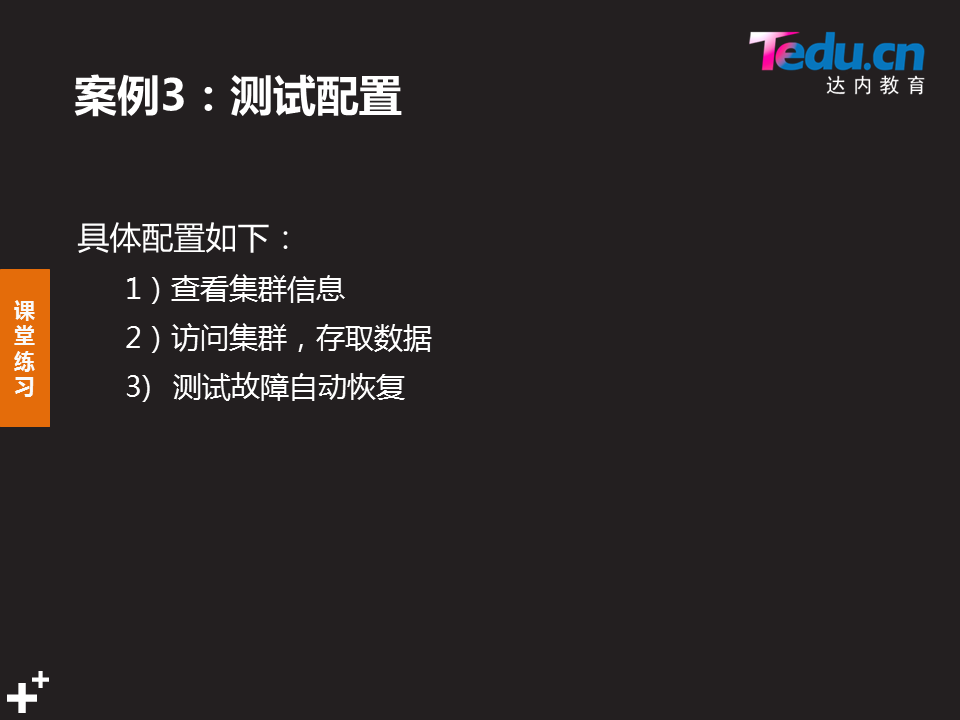 Tedu.cn
达内教育
案例3：测试配置
具体配置如下：
1）查看集群信息
2）访问集群，存取数据
3) 测试故障自动恢复
课
堂
练
习